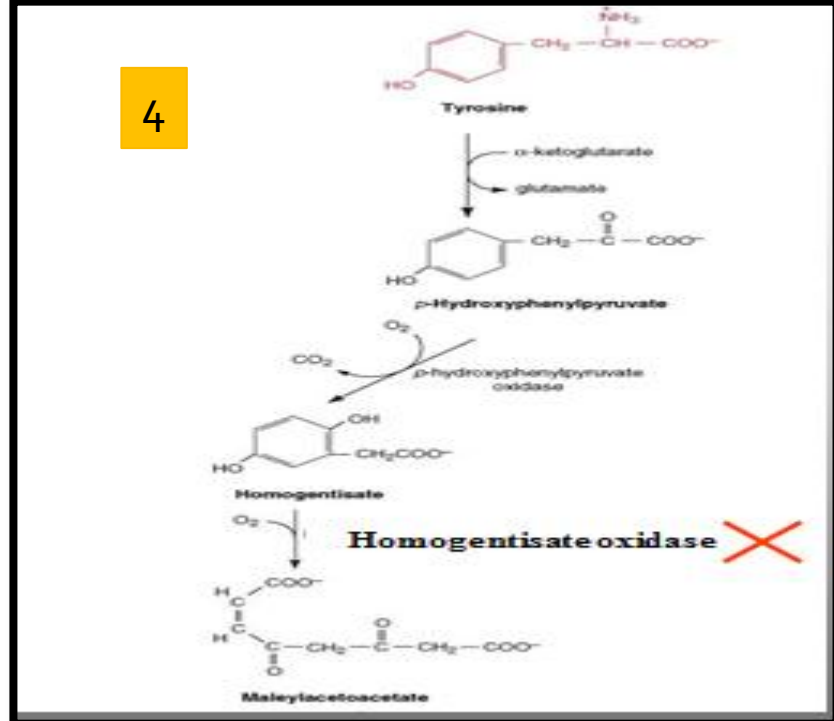 4
NH₃
HO
CH₂ — CH — COO⁻
Tyrosine
α-ketoglutarate
glutamate
O
HO
CH₂ — C — COO⁻
p-Hydroxyphenylpyruvate
O₂
CO₂
p-hydroxyphenylpyruvate
oxidase
OH
HO
CH₂COO⁻
Homogentisate
O₂
Homogentisate oxidase
H
COO⁻
C
C
H
O
C — CH₂ — C — CH₂ — COO⁻
O
Maleylacetoacetate